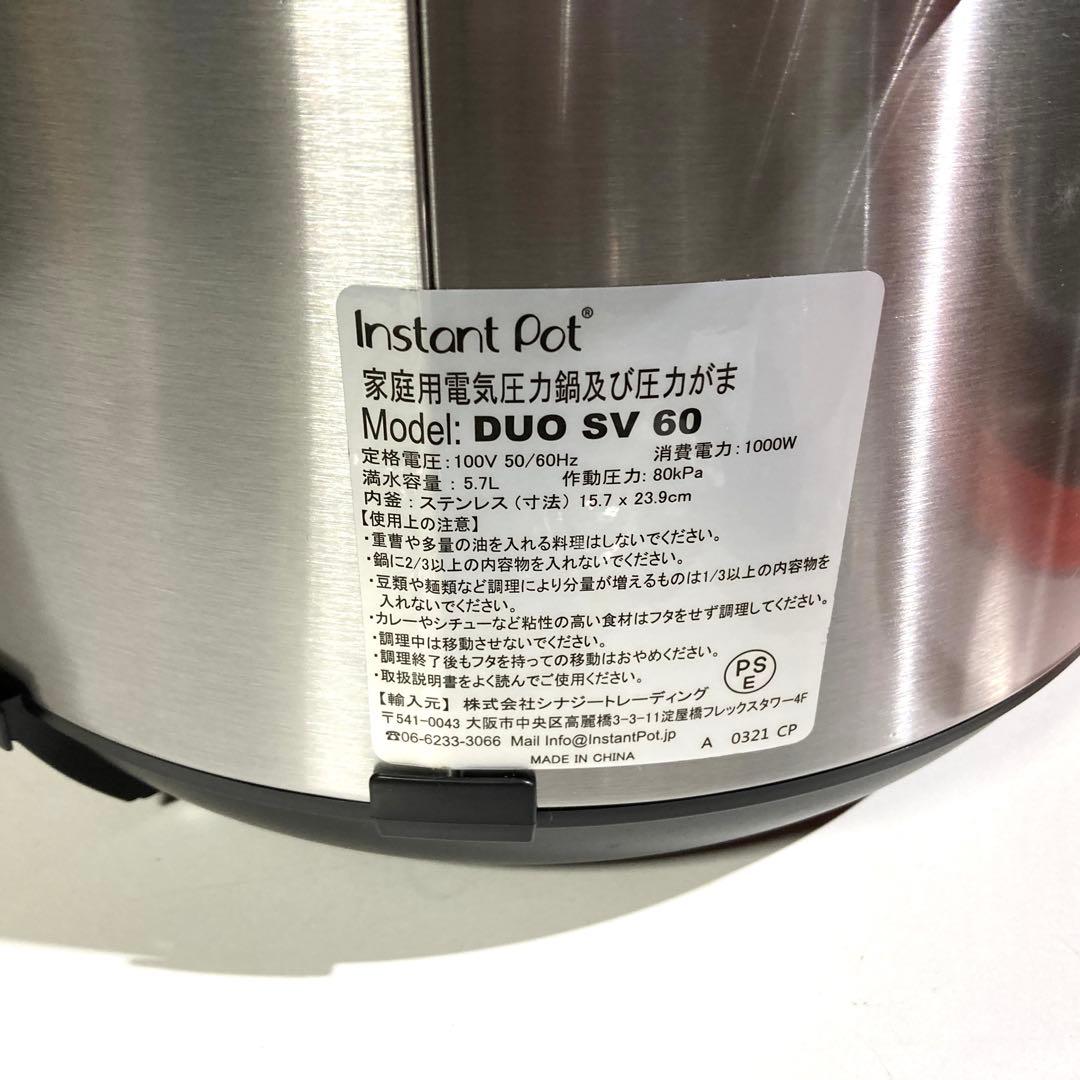 Instant Pot®
家庭用電気圧力鍋及び圧力がま
Model: DUO SV 60
定格電圧:100V 50/60Hz 消費電力:1000W
満水容量:5.7L 作動圧力:80kPa
内釜:ステンレス(寸法)15.7 x 23.9cm
【使用上の注意】
・重曹や多量の油を入れる料理はしないでください。
・鍋に2/3以上の内容物を入れないでください。
・豆類や麺類など調理により分量が増えるものは1/3以上の内容物を
入れないでください。
・カレーやシチューなど粘性の高い食材はフタをせず調理してください。
・調理中は移動させないでください。
・調理終了後もフタを持っての移動はおやめください。
・取扱説明書をよく読んでご使用ください。
PS
E
【輸入元】 株式会社シナジートレーディング
〒541-0043 大阪市中央区高麗橋3-3-11淀屋橋フレックスタワー4F
☎06-6233-3066 Mail Info@InstantPot.jp
A 0321 CP
MADE IN CHINA